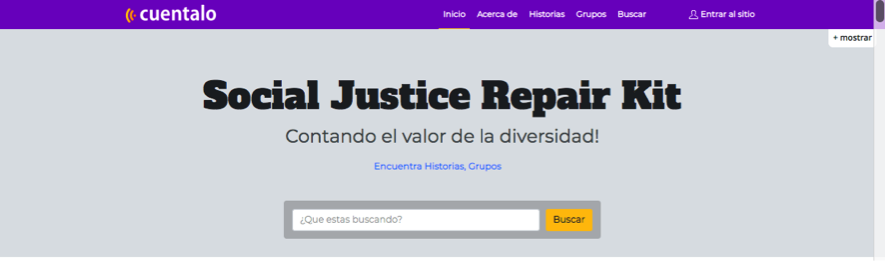 cuentalo
Inicio Acerca de Historias Grupos Buscar Entrar al sitio
+ mostrar
Social Justice Repair Kit
Contando el valor de la diversidad!
Encuentra Historias, Grupos
¿Que estas buscando? Buscar